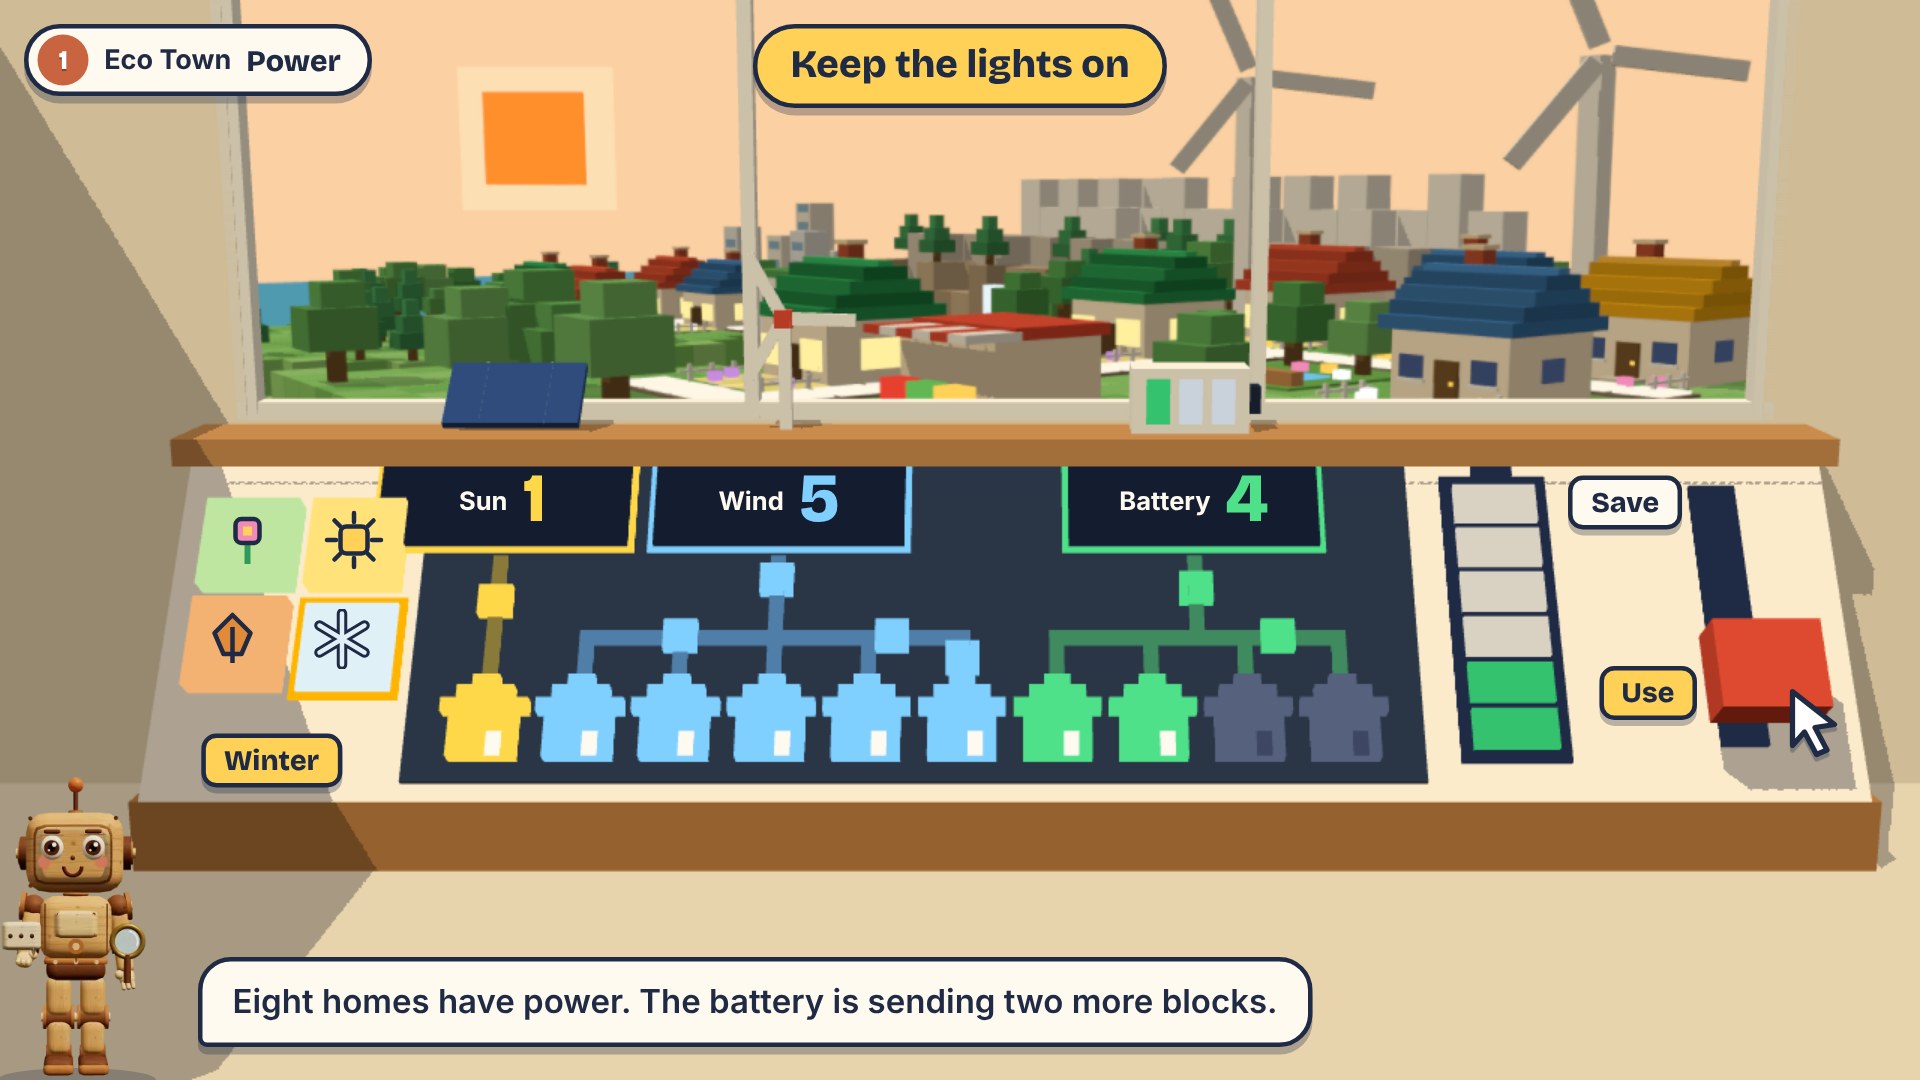 1 Eco Town Power
Keep the lights on
Sun 1
Wind 5
Battery 4
Save
Use
Winter
Eight homes have power. The battery is sending two more blocks.